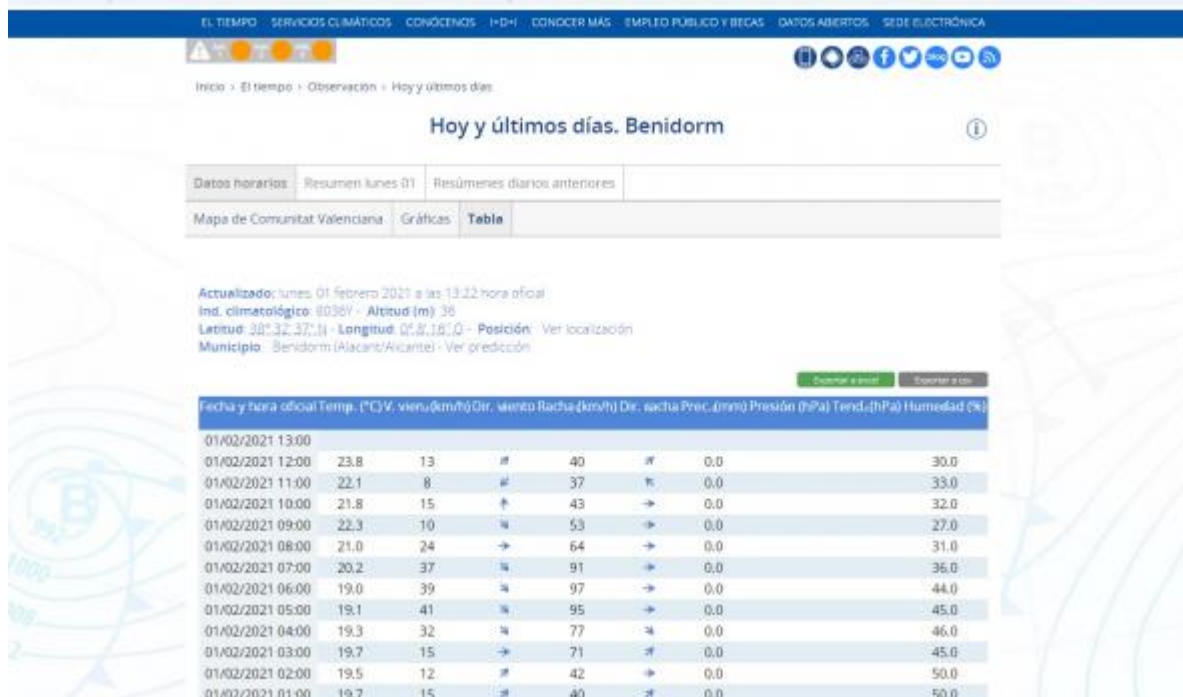 EL TIEMPO SERVICIOS CLIMÁTICOS CONÓCENOS I+D+I CONOCER MÁS EMPLEO PÚBLICO Y BECAS DATOS ABIERTOS SEDE ELECTRÓNICA
blog
Inicio > El tiempo > Observación > Hoy y últimos días
Hoy y últimos días. Benidorm
Datos horarios Resumen lunes 01 Resúmenes diarios anteriores
Mapa de Comunitat Valenciana Gráficas Tabla
Actualizado: lunes, 01 febrero 2021 a las 13:22 hora oficial
Ind. climatológico: 8036Y - Altitud (m): 36
Latitud: 38° 32' 37'' N - Longitud: 0° 8' 16'' O - Posición: Ver localización
Municipio: Benidorm (Alacant/Alicante) - Ver predicción
Exportar a excel Exportar a csv
Fecha y hora oficial Temp. (°C) V. vien. (km/h) Dir. viento Racha (km/h) Dir. racha Prec. (mm) Presión (hPa) Tend. (hPa) Humedad (%)
01/02/2021 13:00
01/02/2021 12:00 23.8 13 40 0.0 30.0
01/02/2021 11:00 22.1 8 37 0.0 33.0
01/02/2021 10:00 21.8 15 43 0.0 32.0
01/02/2021 09:00 22.3 10 53 0.0 27.0
01/02/2021 08:00 21.0 24 64 0.0 31.0
01/02/2021 07:00 20.2 37 91 0.0 36.0
01/02/2021 06:00 19.0 39 97 0.0 44.0
01/02/2021 05:00 19.1 41 95 0.0 45.0
01/02/2021 04:00 19.3 32 77 0.0 46.0
01/02/2021 03:00 19.7 15 71 0.0 45.0
01/02/2021 02:00 19.5 12 42 0.0 50.0
01/02/2021 01:00 19.7 15 40 0.0 50.0
B
1000